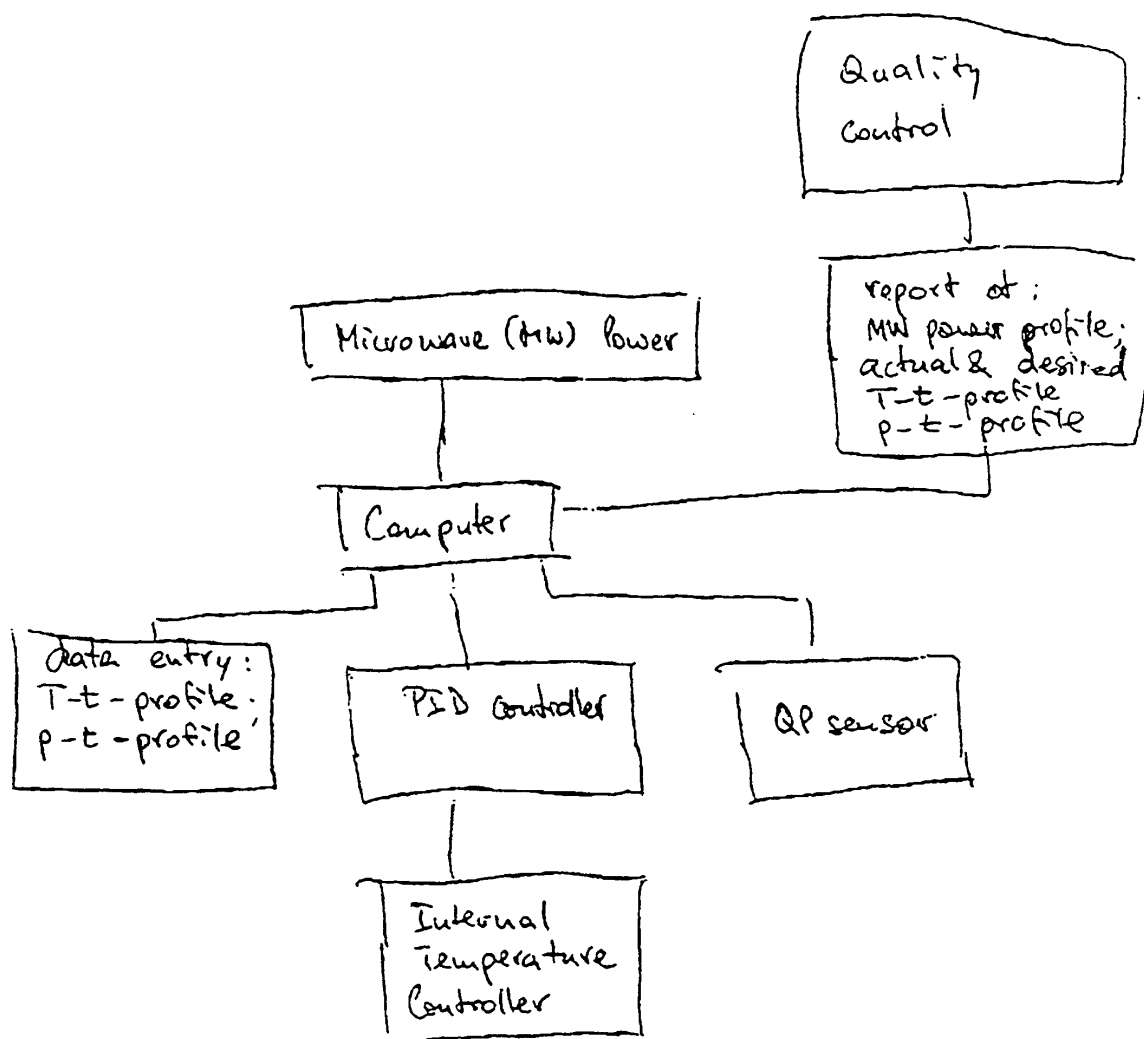 Quality
control
report of:
MW power profile;
actual & desired
T-t-profile
p-t-profile
Microwave (MW) Power
Computer
data entry:
T-t-profile;
p-t-profile
PID controller
QP sensor
Internal
Temperature
Controller